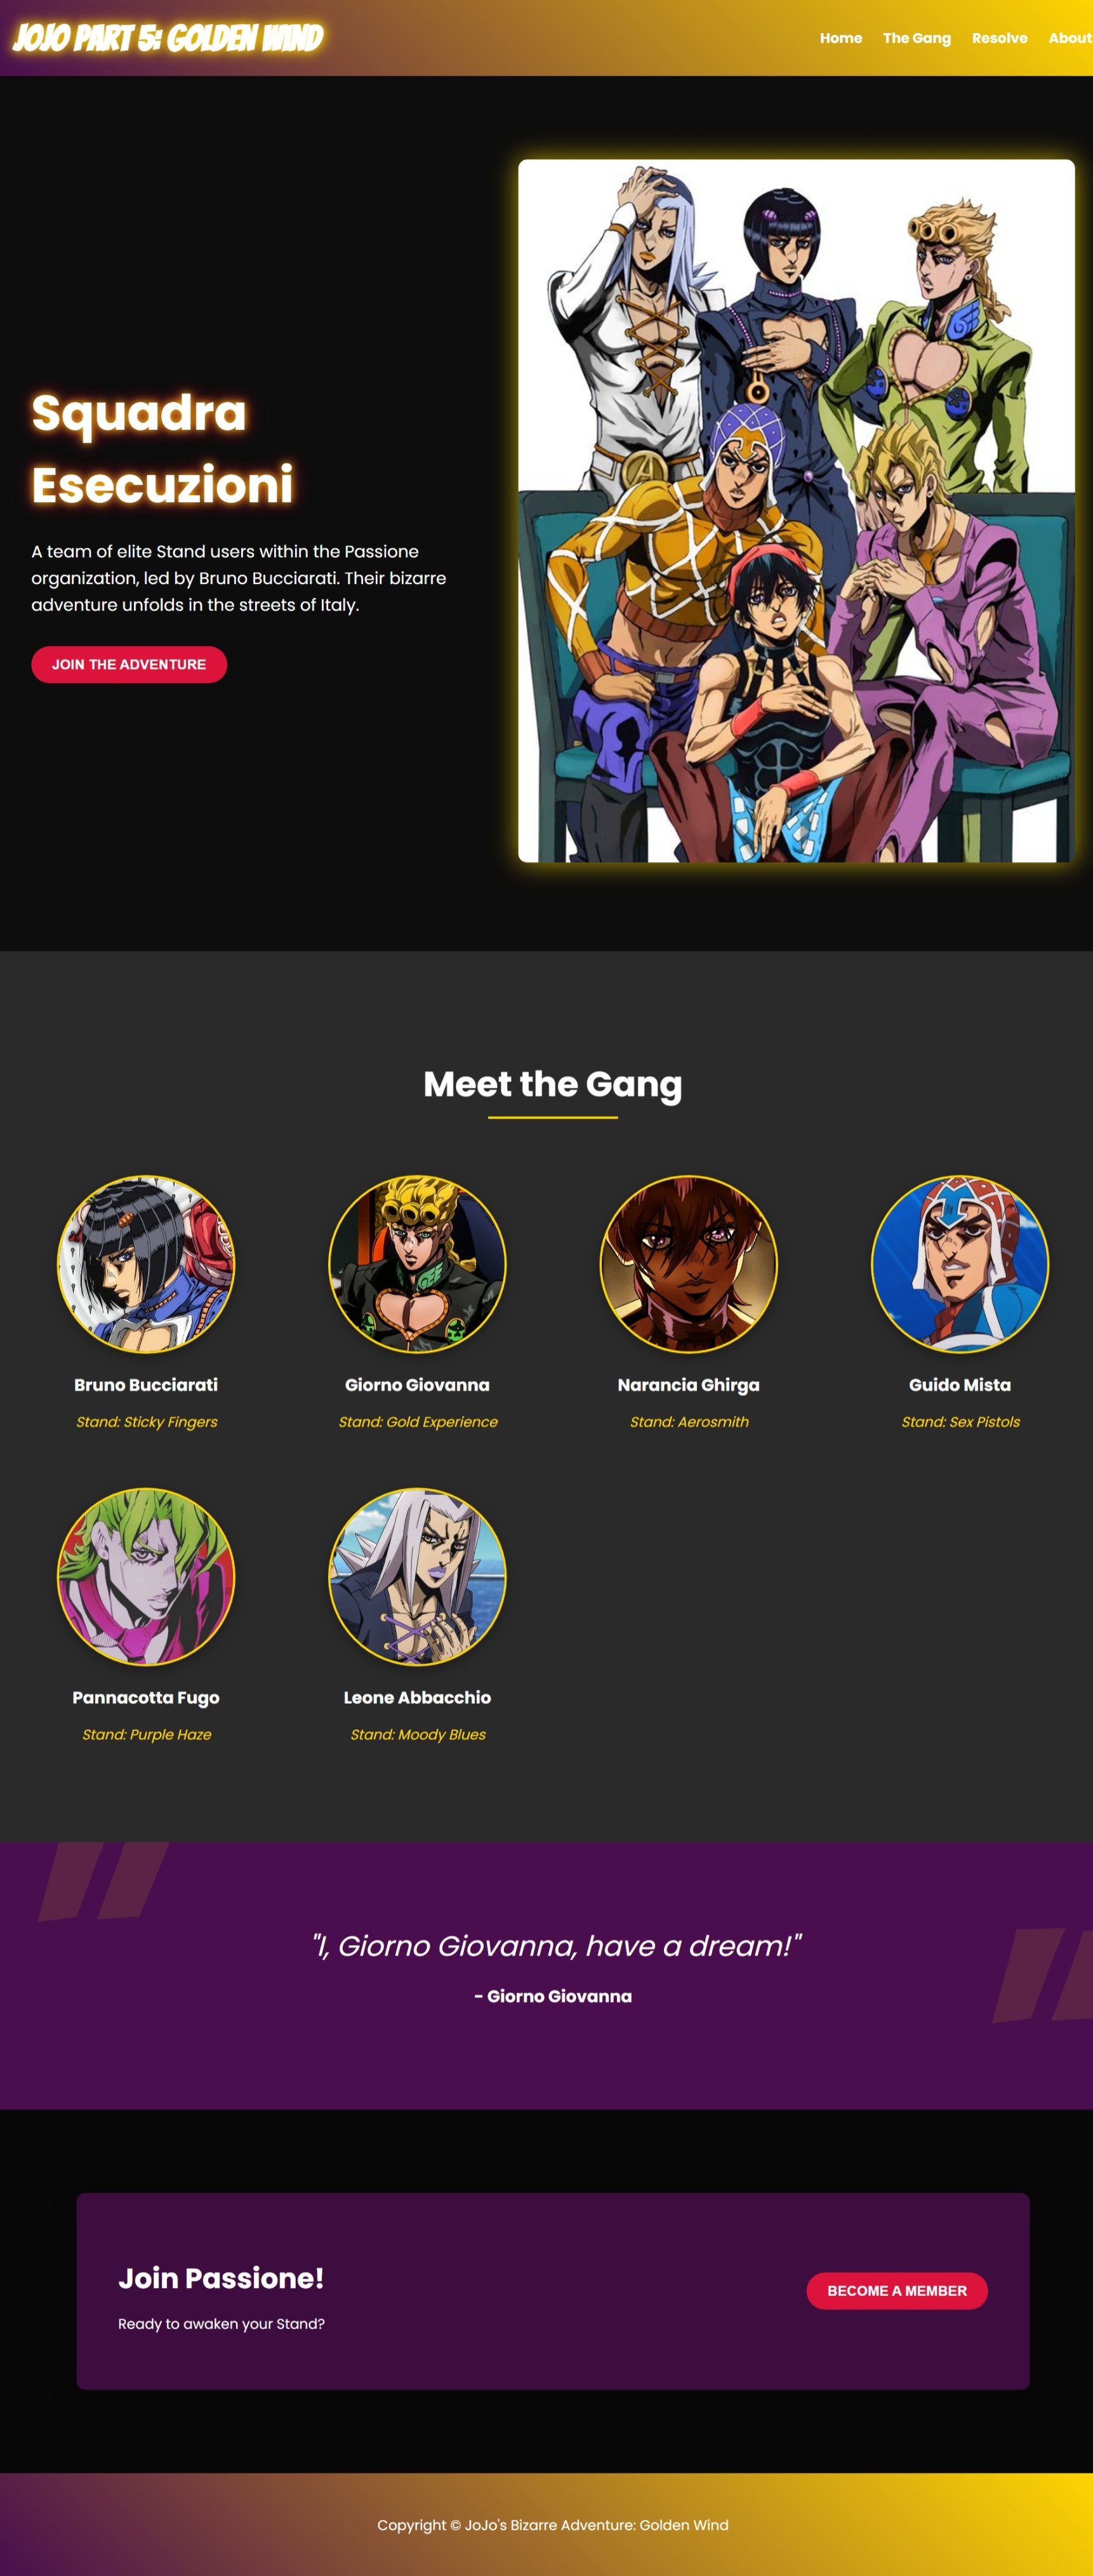 JOJO PART 5: GOLDEN WIND
Home The Gang Resolve About
Squadra
Esecuzioni
A team of elite Stand users within the Passione
organization, led by Bruno Bucciarati. Their bizarre
adventure unfolds in the streets of Italy.
JOIN THE ADVENTURE
Meet the Gang
Bruno Bucciarati
Stand: Sticky Fingers
Giorno Giovanna
Stand: Gold Experience
Narancia Ghirga
Stand: Aerosmith
Guido Mista
Stand: Sex Pistols
Pannacotta Fugo
Stand: Purple Haze
Leone Abbacchio
Stand: Moody Blues
"I, Giorno Giovanna, have a dream!"
- Giorno Giovanna
Join Passione!
Ready to awaken your Stand?
BECOME A MEMBER
Copyright © JoJo's Bizarre Adventure: Golden Wind